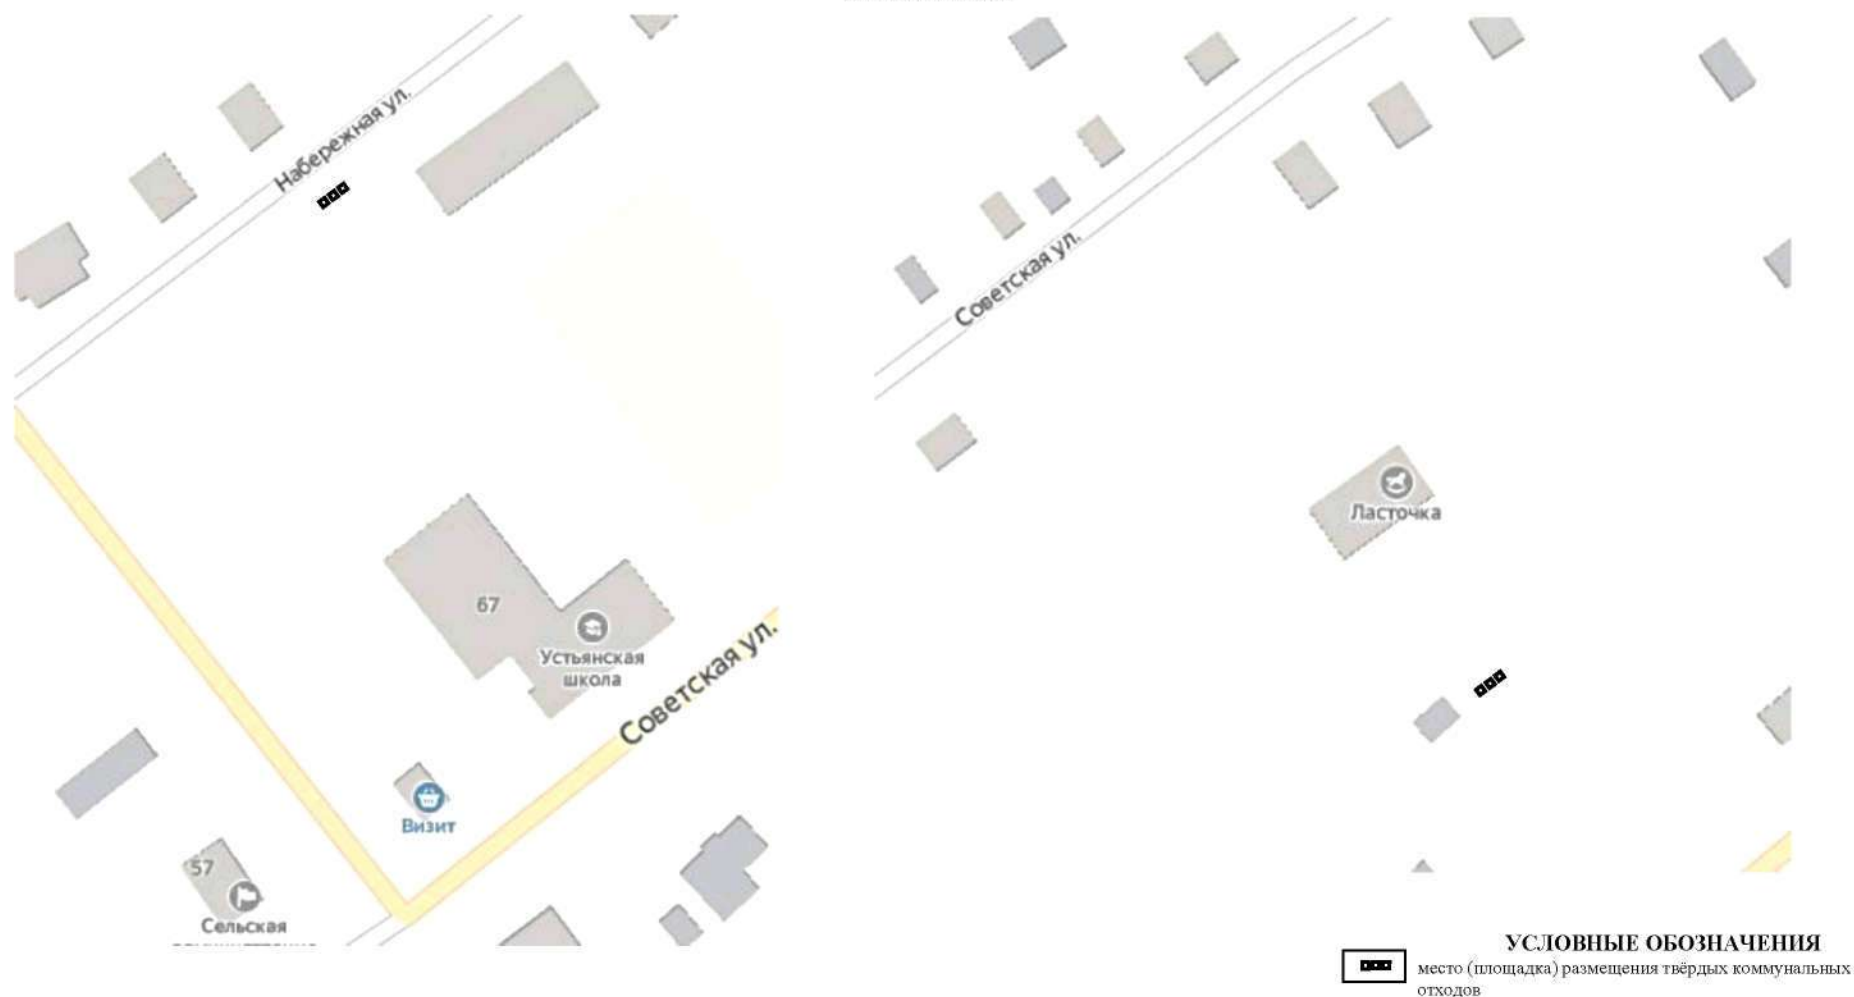 Набережная ул.
67
Устьянская
школа
Советская ул.
Визит
57
Сельская
Советская ул.
Ласточка
УСЛОВНЫЕ ОБОЗНАЧЕНИЯ
место (площадка) размещения твёрдых коммунальных
отходов